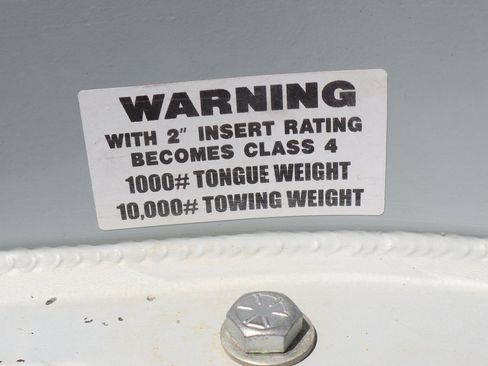 WARNING
WITH 2" INSERT RATING
BECOMES CLASS 4
1000# TONGUE WEIGHT
10,000# TOWING WEIGHT